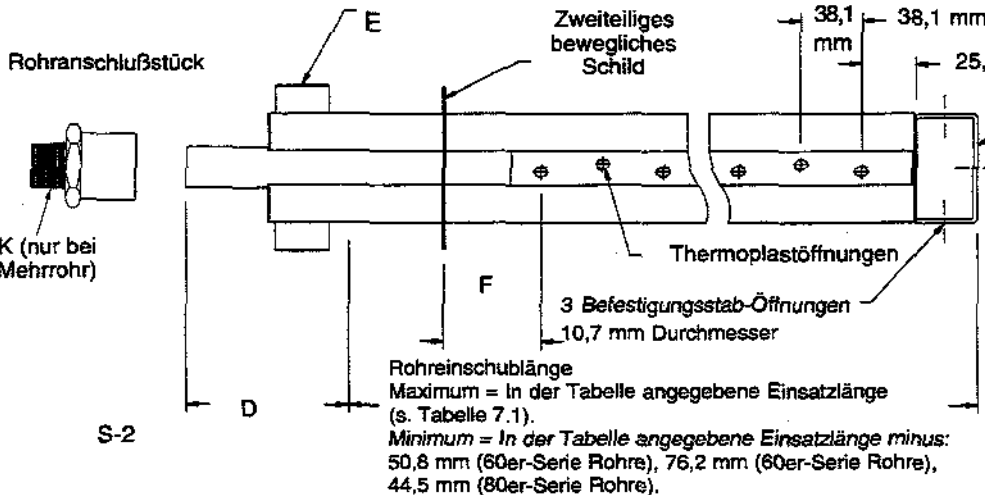 E
Zweiteiliges
bewegliches
Schild
38,1
mm
38,1 mm
25,
Rohranschlußstück
K (nur bei
Mehrrohr)
Thermoplastöffnungen
F
3 Befestigungsstab-Öffnungen
10,7 mm Durchmesser
Rohreinschublänge
Maximum = In der Tabelle angegebene Einsatzlänge
(s. Tabelle 7.1).
Minimum = In der Tabelle angegebene Einsatzlänge minus:
50,8 mm (60er-Serie Rohre), 76,2 mm (60er-Serie Rohre),
44,5 mm (80er-Serie Rohre).
D
S-2